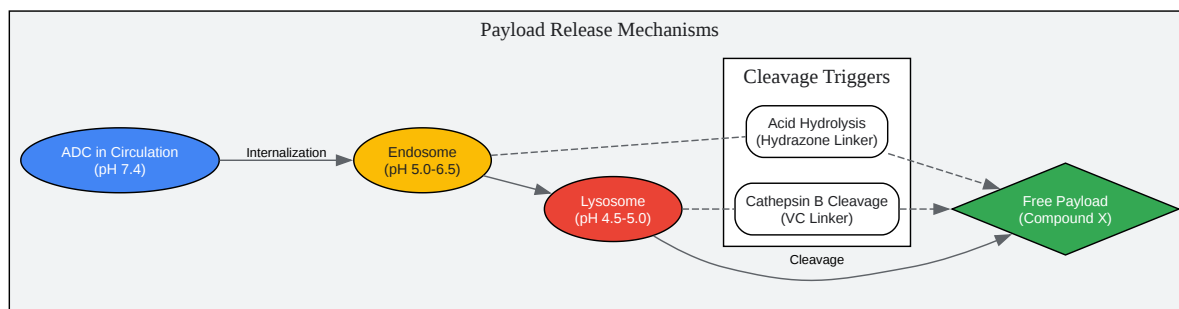 Payload Release Mechanisms
Cleavage Triggers
ADC in Circulation
(pH 7.4)
Internalization
Endosome
(pH 5.0-6.5)
Acid Hydrolysis
(Hydrazone Linker)
Lysosome
(pH 4.5-5.0)
Cathepsin B Cleavage
(VC Linker)
Free Payload
(Compound X)
Cleavage